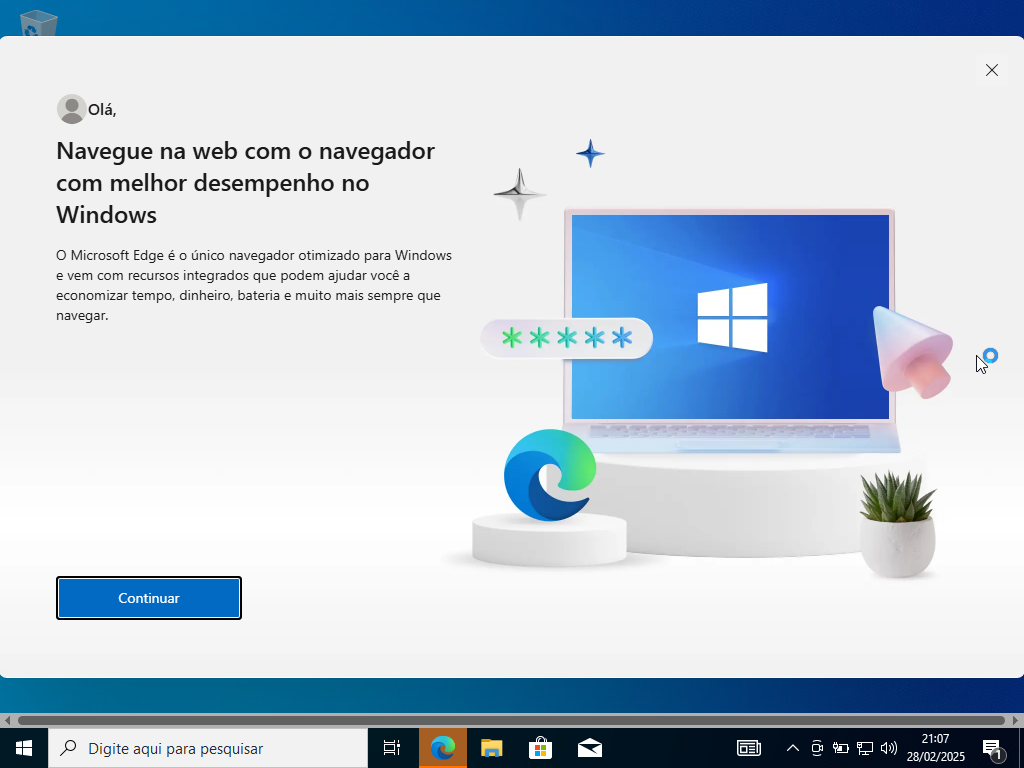 Olá,
Navegue na web com o navegador
com melhor desempenho no
Windows
O Microsoft Edge é o único navegador otimizado para Windows
e vem com recursos integrados que podem ajudar você a
economizar tempo, dinheiro, bateria e muito mais sempre que
navegar.
Continuar
Digite aqui para pesquisar
21:07
28/02/2025
1